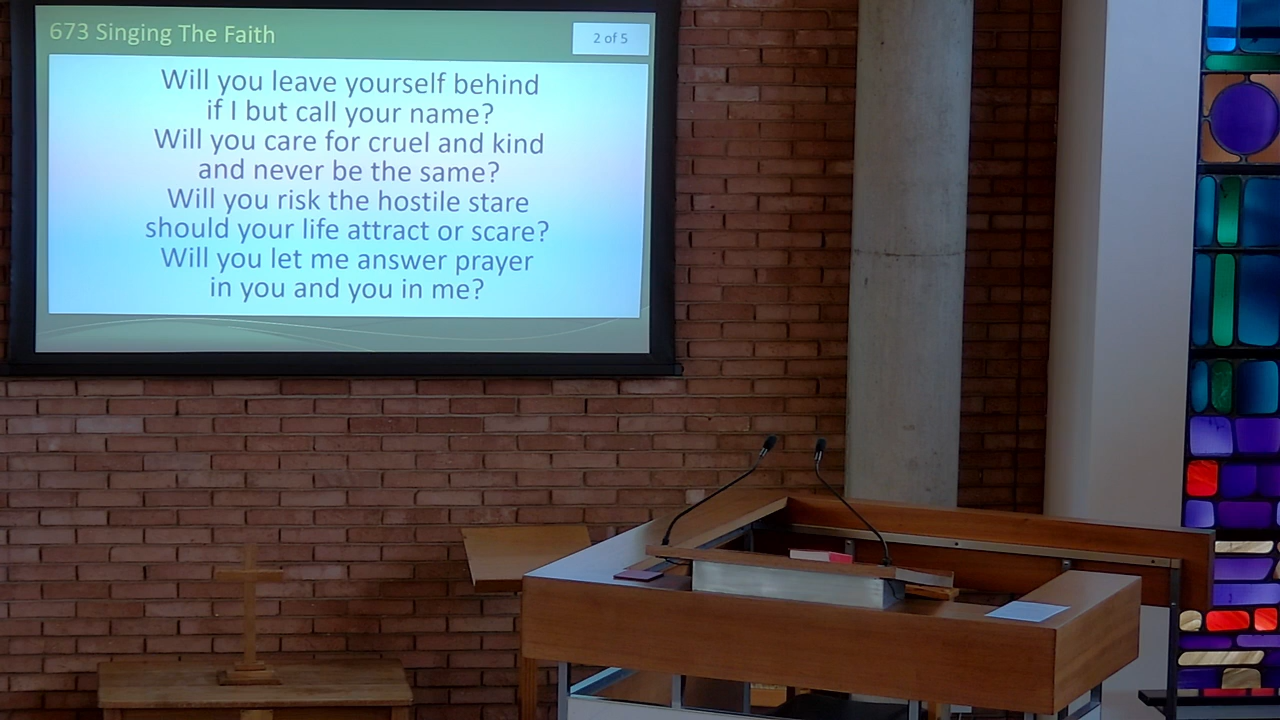 673 Singing The Faith
2 of 5
Will you leave yourself behind
if I but call your name?
Will you care for cruel and kind
and never be the same?
Will you risk the hostile stare
should your life attract or scare?
Will you let me answer prayer
in you and you in me?